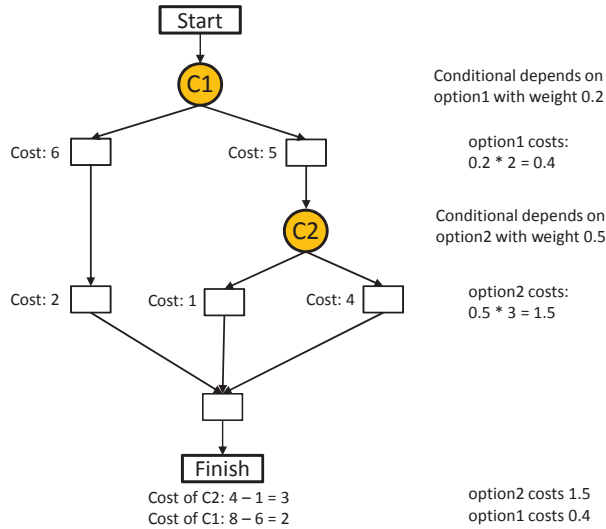 Start
C1
Conditional depends on
option1 with weight 0.2
Cost: 6
Cost: 5
option1 costs:
0.2 * 2 = 0.4
C2
Conditional depends on
option2 with weight 0.5
Cost: 2
Cost: 1
Cost: 4
option2 costs:
0.5 * 3 = 1.5
Finish
Cost of C2: 4 – 1 = 3
Cost of C1: 8 – 6 = 2
option2 costs 1.5
option1 costs 0.4